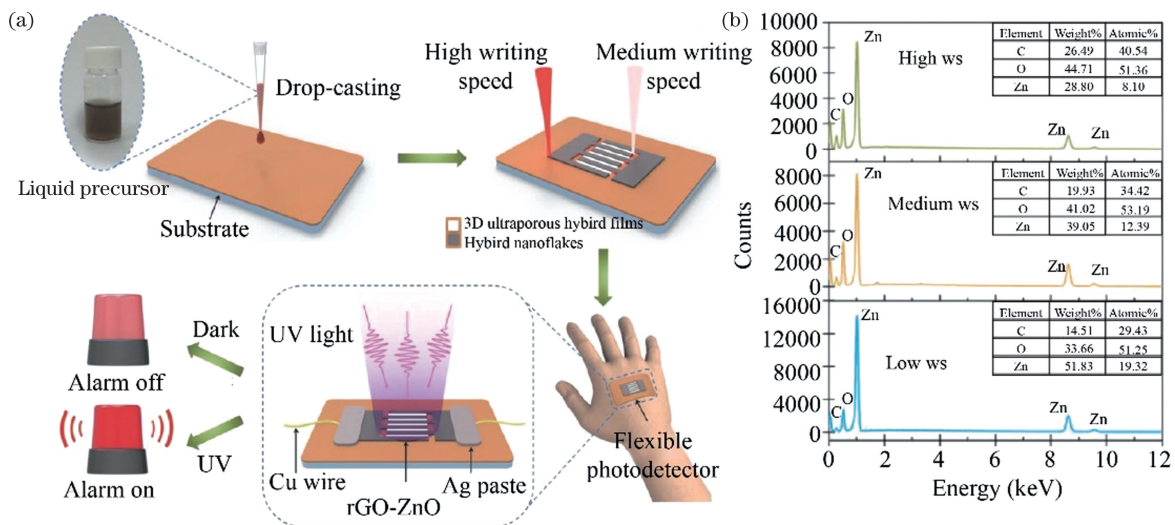 (a)
Liquid precursor
Drop-casting
Substrate
High writing
speed
Medium writing
speed
3D ultraporous hybird films
Hybird nanoflakes
Dark
Alarm off
UV
Alarm on
UV light
Cu wire
rGO-ZnO
Ag paste
Flexible
photodetector
(b)
Counts
10000
8000
6000
4000
2000
0
C
O
Zn
Zn
Zn
High ws
Element Weight% Atomic%
C 26.49 40.54
O 44.71 51.36
Zn 28.80 8.10
10000
8000
6000
4000
2000
0
C
O
Zn
Zn
Zn
Medium ws
Element Weight% Atomic%
C 19.93 34.42
O 41.02 53.19
Zn 39.05 12.39
16000
12000
8000
4000
0
C
O
Zn
Zn
Zn
Low ws
Element Weight% Atomic%
C 14.51 29.43
O 33.66 51.25
Zn 51.83 19.32
0 2 4 6 8 10 12
Energy (keV)